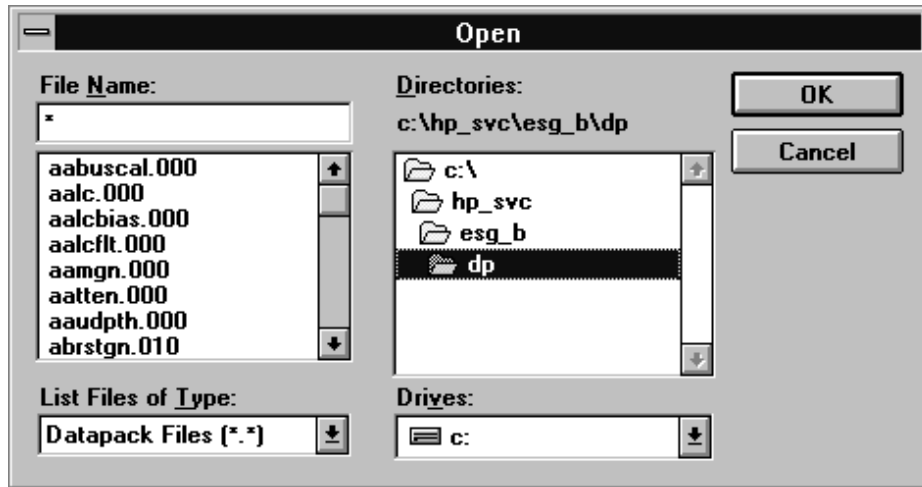 Open
File Name:
*
aabuscal.000
aalc.000
aalcbias.000
aalcflt.000
aamgn.000
aatten.000
aaudpth.000
abrstgn.010
List Files of Type:
Datapack Files (*.*)
Directories:
c:\hp_svc\esg_b\dp
c:\
hp_svc
esg_b
dp
Drives:
c:
OK
Cancel